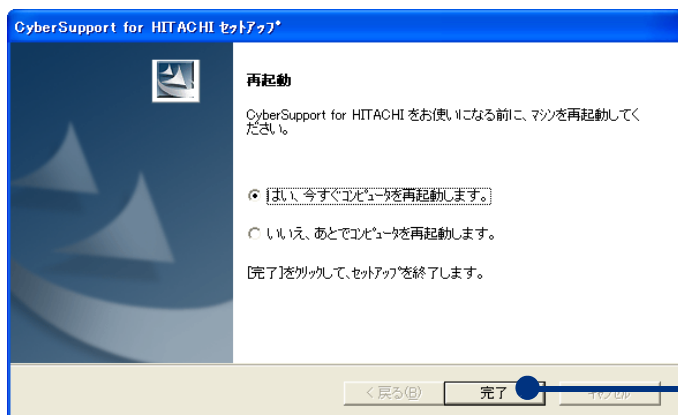 CyberSupport for HITACHI ｾｯﾄｱｯﾌﾟ
再起動
CyberSupport for HITACHI をお使いになる前に、ﾏｼﾝを再起動してく
ださい。
はい、今すぐｺﾝﾋﾟｭｰﾀを再起動します。
いいえ、あとでｺﾝﾋﾟｭｰﾀを再起動します。
[完了]をｸﾘｯｸして、ｾｯﾄｱｯﾌﾟを終了します。
< 戻る(B) 完了 ｷｬﾝｾﾙ